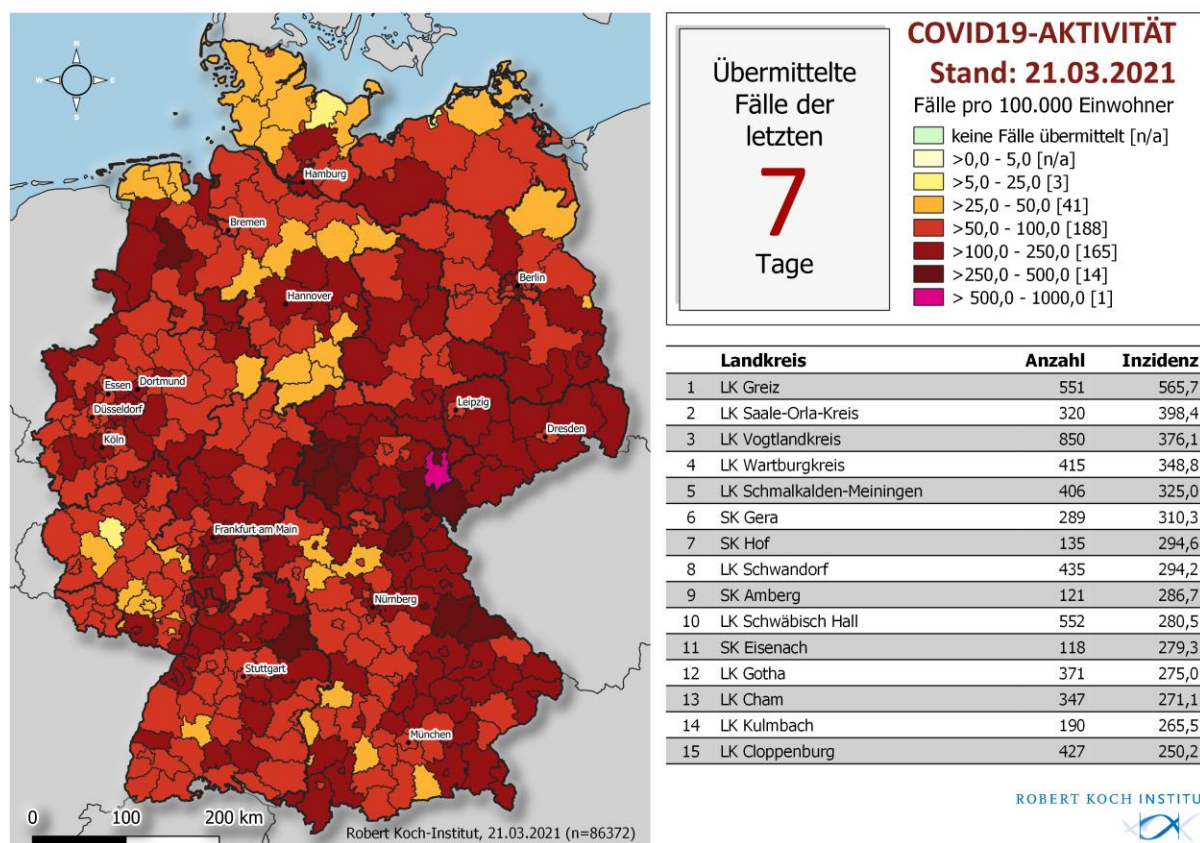 Übermittelte
Fälle der
letzten
7
Tage
COVID19-AKTIVITÄT
Stand: 21.03.2021
Fälle pro 100.000 Einwohner
keine Fälle übermittelt [n/a]
>0,0 - 5,0 [n/a]
>5,0 - 25,0 [3]
>25,0 - 50,0 [41]
>50,0 - 100,0 [188]
>100,0 - 250,0 [165]
>250,0 - 500,0 [14]
> 500,0 - 1000,0 [1]
N
W E
S
Hamburg
Bremen
Berlin
Hannover
Essen Dortmund
Düsseldorf
Leipzig
Köln
Dresden
Frankfurt am Main
Nürnberg
Stuttgart
München
0 100 200 km
Robert Koch-Institut, 21.03.2021 (n=86372)
Landkreis Anzahl Inzidenz
1 LK Greiz 551 565,7
2 LK Saale-Orla-Kreis 320 398,4
3 LK Vogtlandkreis 850 376,1
4 LK Wartburgkreis 415 348,8
5 LK Schmalkalden-Meiningen 406 325,0
6 SK Gera 289 310,3
7 SK Hof 135 294,6
8 LK Schwandorf 435 294,2
9 SK Amberg 121 286,7
10 LK Schwäbisch Hall 552 280,5
11 SK Eisenach 118 279,3
12 LK Gotha 371 275,0
13 LK Cham 347 271,1
14 LK Kulmbach 190 265,5
15 LK Cloppenburg 427 250,2
ROBERT KOCH INSTITU